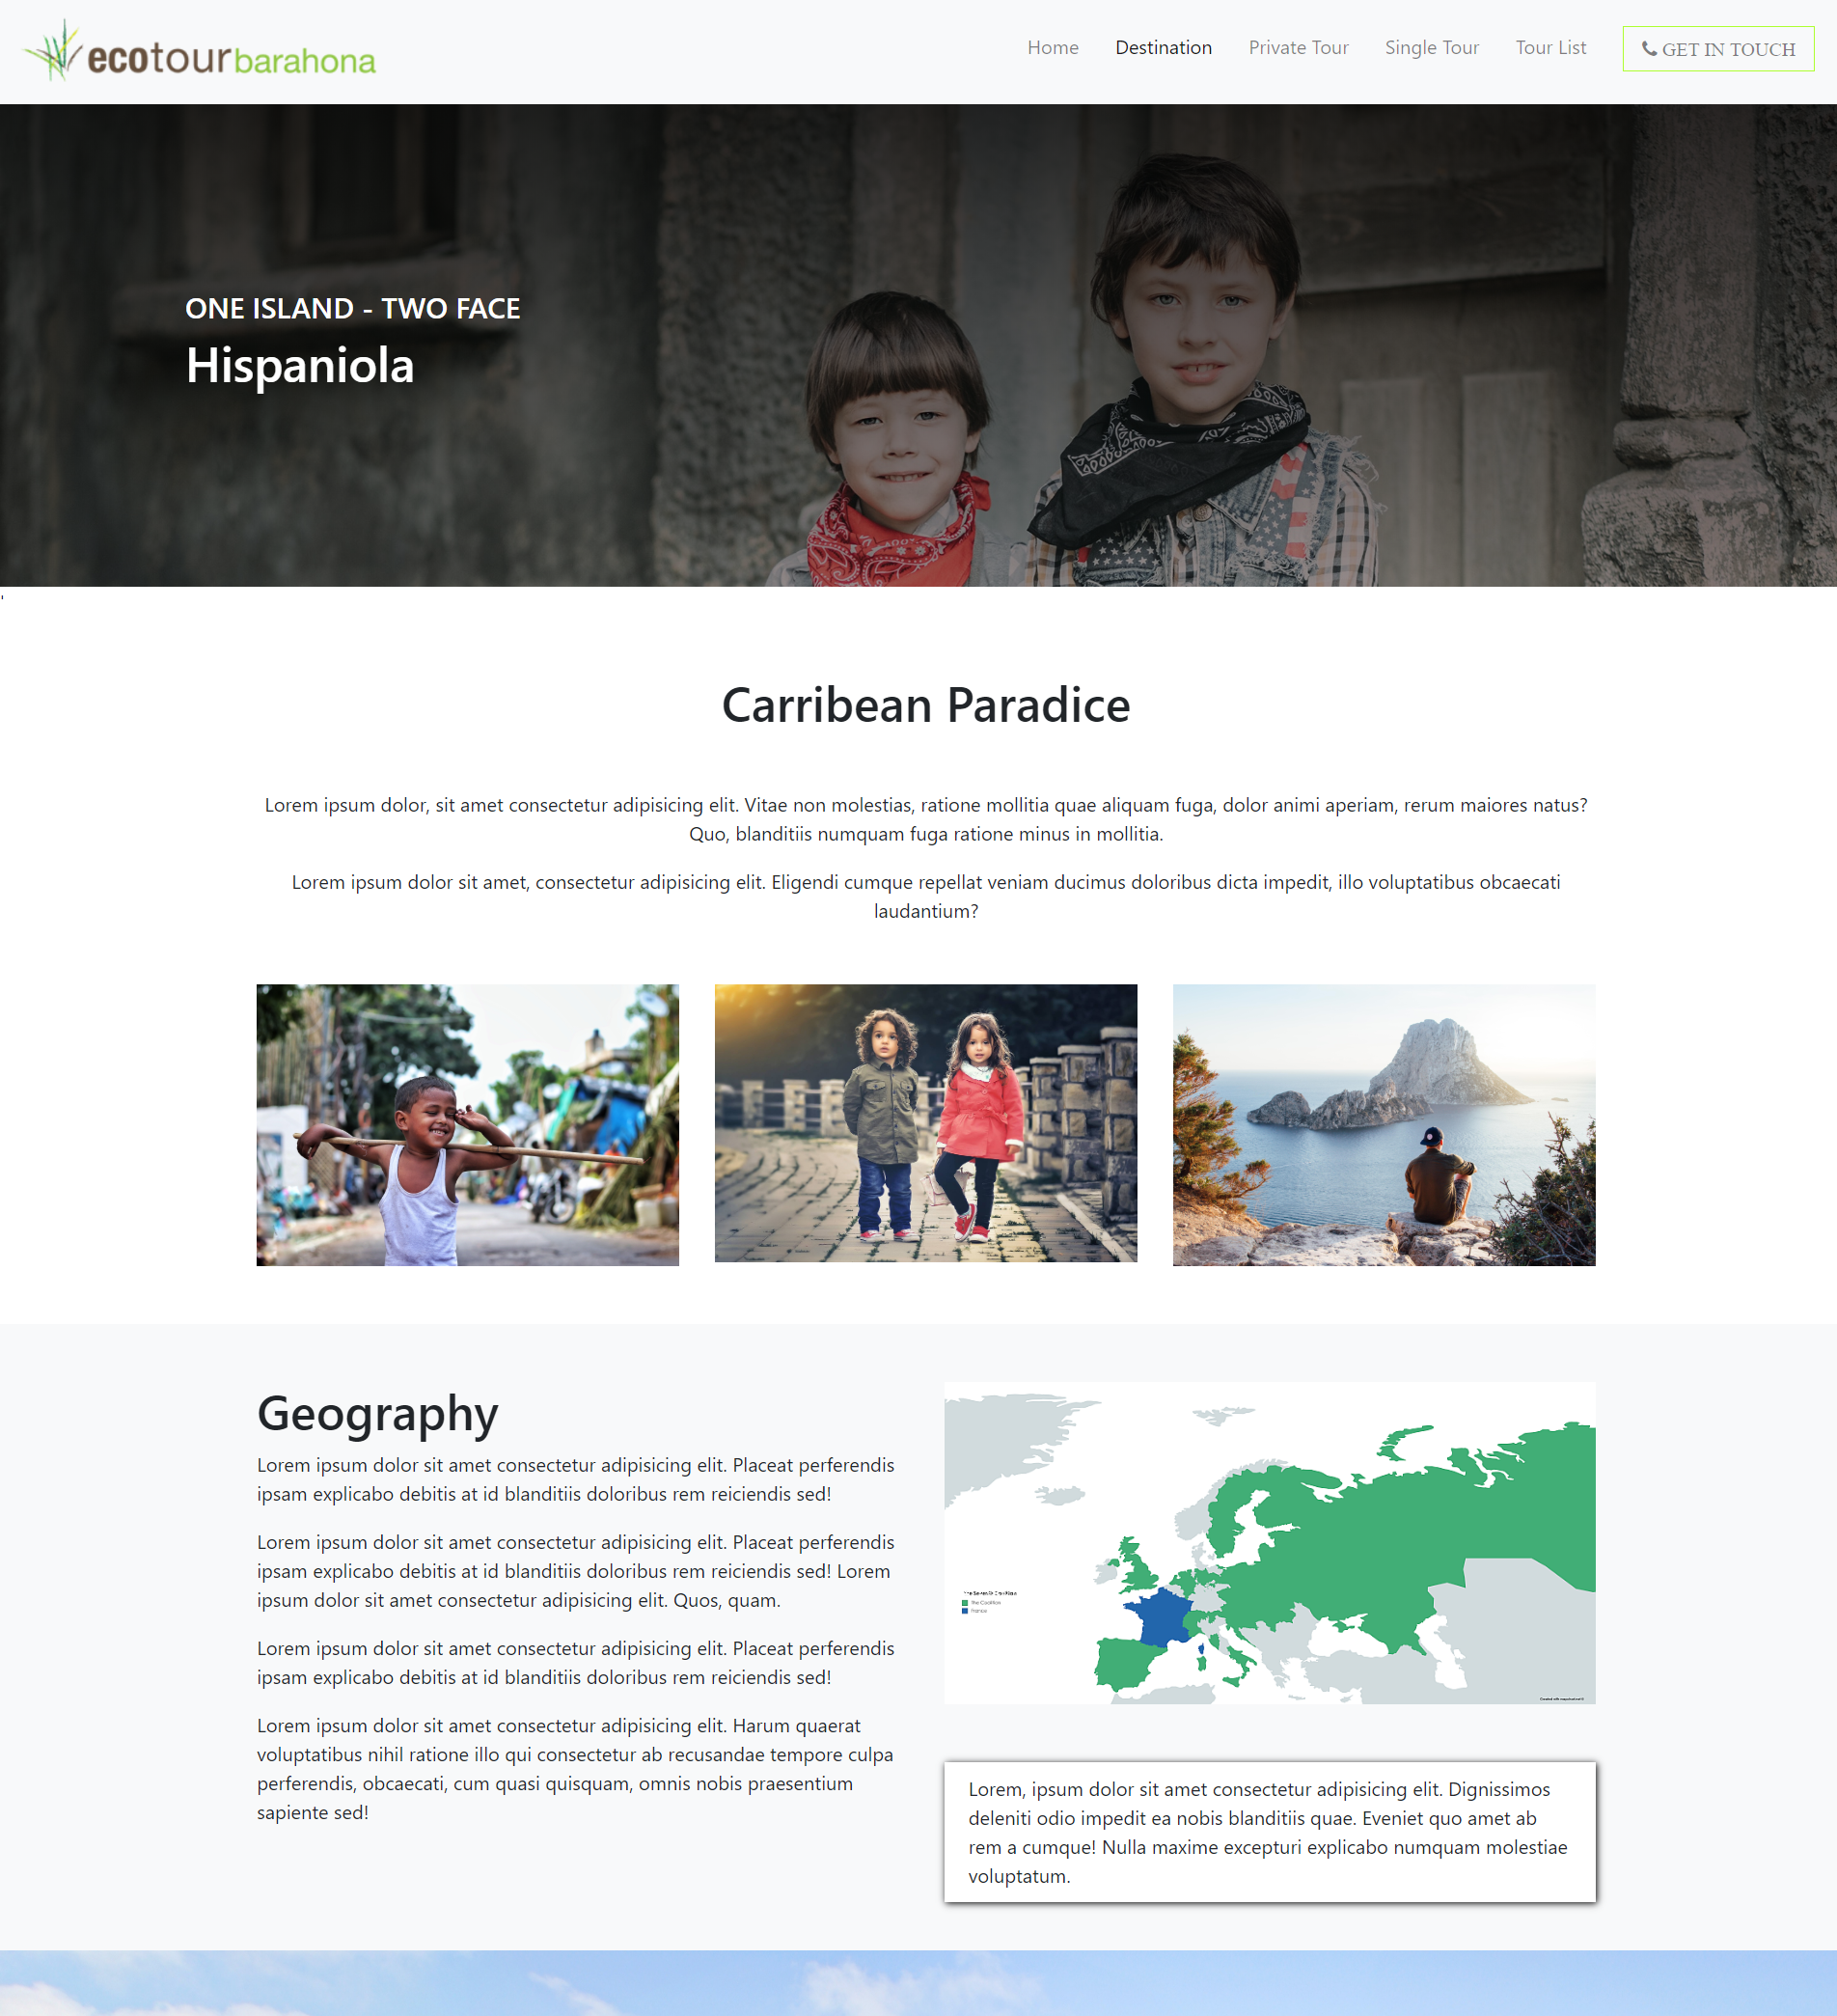 ecotourbarahona
Home Destination Private Tour Single Tour Tour List GET IN TOUCH
ONE ISLAND - TWO FACE
Hispaniola
'
Carribean Paradice
Lorem ipsum dolor, sit amet consectetur adipisicing elit. Vitae non molestias, ratione mollitia quae aliquam fuga, dolor animi aperiam, rerum maiores natus?
Quo, blanditiis numquam fuga ratione minus in mollitia.
Lorem ipsum dolor sit amet, consectetur adipisicing elit. Eligendi cumque repellat veniam ducimus doloribus dicta impedit, illo voluptatibus obcaecati
laudantium?
Geography
Lorem ipsum dolor sit amet consectetur adipisicing elit. Placeat perferendis
ipsam explicabo debitis at id blanditiis doloribus rem reiciendis sed!
Lorem ipsum dolor sit amet consectetur adipisicing elit. Placeat perferendis
ipsam explicabo debitis at id blanditiis doloribus rem reiciendis sed! Lorem
ipsum dolor sit amet consectetur adipisicing elit. Quos, quam.
Lorem ipsum dolor sit amet consectetur adipisicing elit. Placeat perferendis
ipsam explicabo debitis at id blanditiis doloribus rem reiciendis sed!
Lorem ipsum dolor sit amet consectetur adipisicing elit. Harum quaerat
voluptatibus nihil ratione illo qui consectetur ab recusandae tempore culpa
perferendis, obcaecati, cum quasi quisquam, omnis nobis praesentium
sapiente sed!
The Coalition
France
Lorem, ipsum dolor sit amet consectetur adipisicing elit. Dignissimos
deleniti odio impedit ea nobis blanditiis quae. Eveniet quo amet ab
rem a cumque! Nulla maxime excepturi explicabo numquam molestiae
voluptatum.